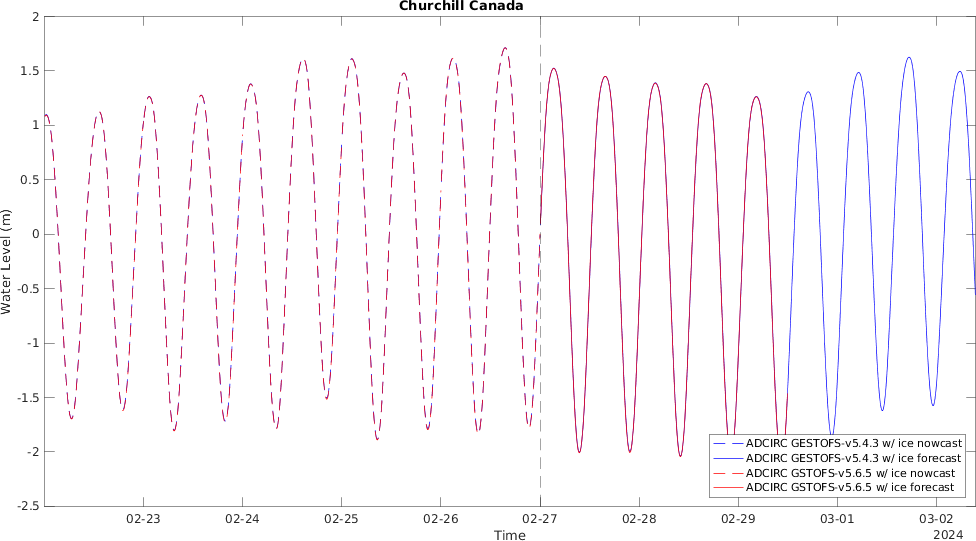 Churchill Canada
2
1.5
1
0.5
0
-0.5
-1
-1.5
-2
-2.5
Water Level (m)
02-23 02-24 02-25 02-26 02-27 02-28 02-29 03-01 03-02
Time
2024
ADCIRC GESTOFS-v5.4.3 w/ ice nowcast
ADCIRC GESTOFS-v5.4.3 w/ ice forecast
ADCIRC GSTOFS-v5.6.5 w/ ice nowcast
ADCIRC GSTOFS-v5.6.5 w/ ice forecast